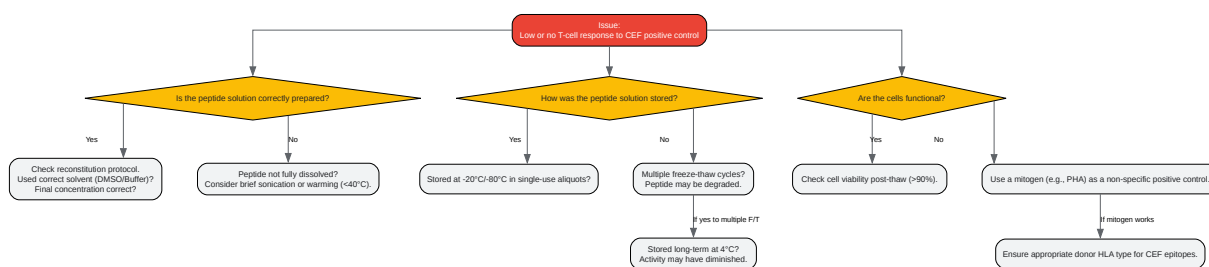 Issue:
Low or no T-cell response to CEF positive control
Is the peptide solution correctly prepared?
How was the peptide solution stored?
Are the cells functional?
Yes
No
Yes
No
Yes
No
Check reconstitution protocol.
Used correct solvent (DMSO/Buffer)?
Final concentration correct?
Peptide not fully dissolved?
Consider brief sonication or warming (<40°C).
Stored at -20°C/-80°C in single-use aliquots?
Multiple freeze-thaw cycles?
Peptide may be degraded.
Check cell viability post-thaw (>90%).
Use a mitogen (e.g., PHA) as a non-specific positive control.
If yes to multiple F/T
If mitogen works
Stored long-term at 4°C?
Activity may have diminished.
Ensure appropriate donor HLA type for CEF epitopes.